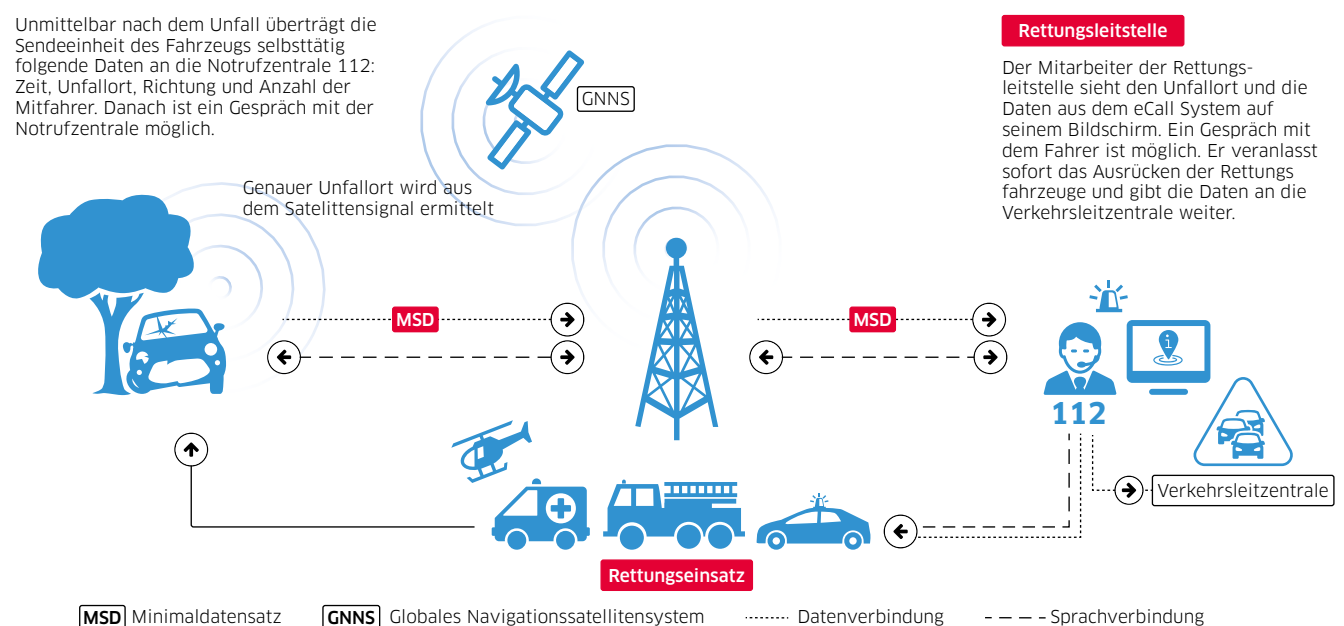 Unmittelbar nach dem Unfall überträgt die
Sendeeinheit des Fahrzeugs selbsttätig
folgende Daten an die Notrufzentrale 112:
Zeit, Unfallort, Richtung und Anzahl der
Mitfahrer. Danach ist ein Gespräch mit der
Notrufzentrale möglich.
GNNS
Rettungsleitstelle
Der Mitarbeiter der Rettungs-
leitstelle sieht den Unfallort und die
Daten aus dem eCall System auf
seinem Bildschirm. Ein Gespräch mit
dem Fahrer ist möglich. Er veranlasst
sofort das Ausrücken der Rettungs
fahrzeuge und gibt die Daten an die
Verkehrsleitzentrale weiter.
Genauer Unfallort wird aus
dem Satelittensignal ermittelt
MSD
MSD
i
112
Verkehrsleitzentrale
Rettungseinsatz
MSD Minimaldatensatz
GNNS Globales Navigationssatellitensystem
Datenverbindung
Sprachverbindung